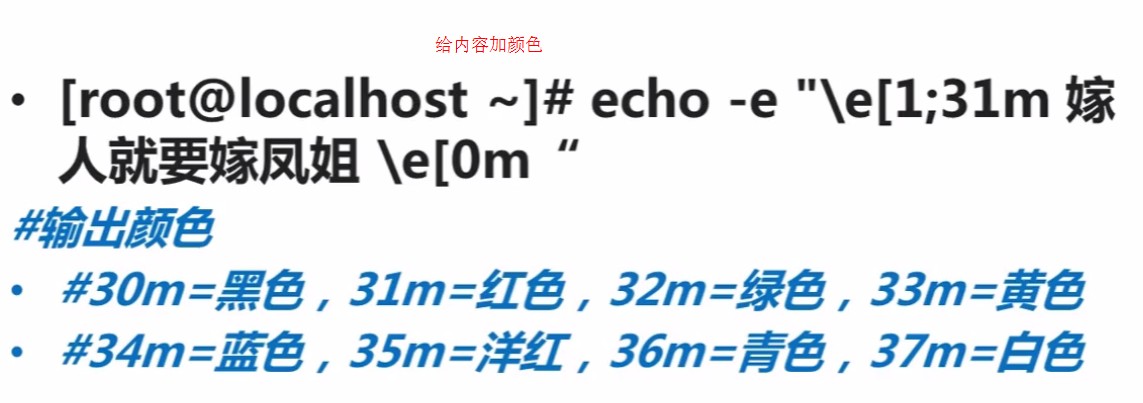 给内容加颜色
• [root@localhost ~]# echo -e "\e[1;31m 嫁
人就要嫁凤姐 \e[0m “
#输出颜色
• #30m=黑色，31m=红色，32m=绿色，33m=黄色
• #34m=蓝色，35m=洋红，36m=青色，37m=白色